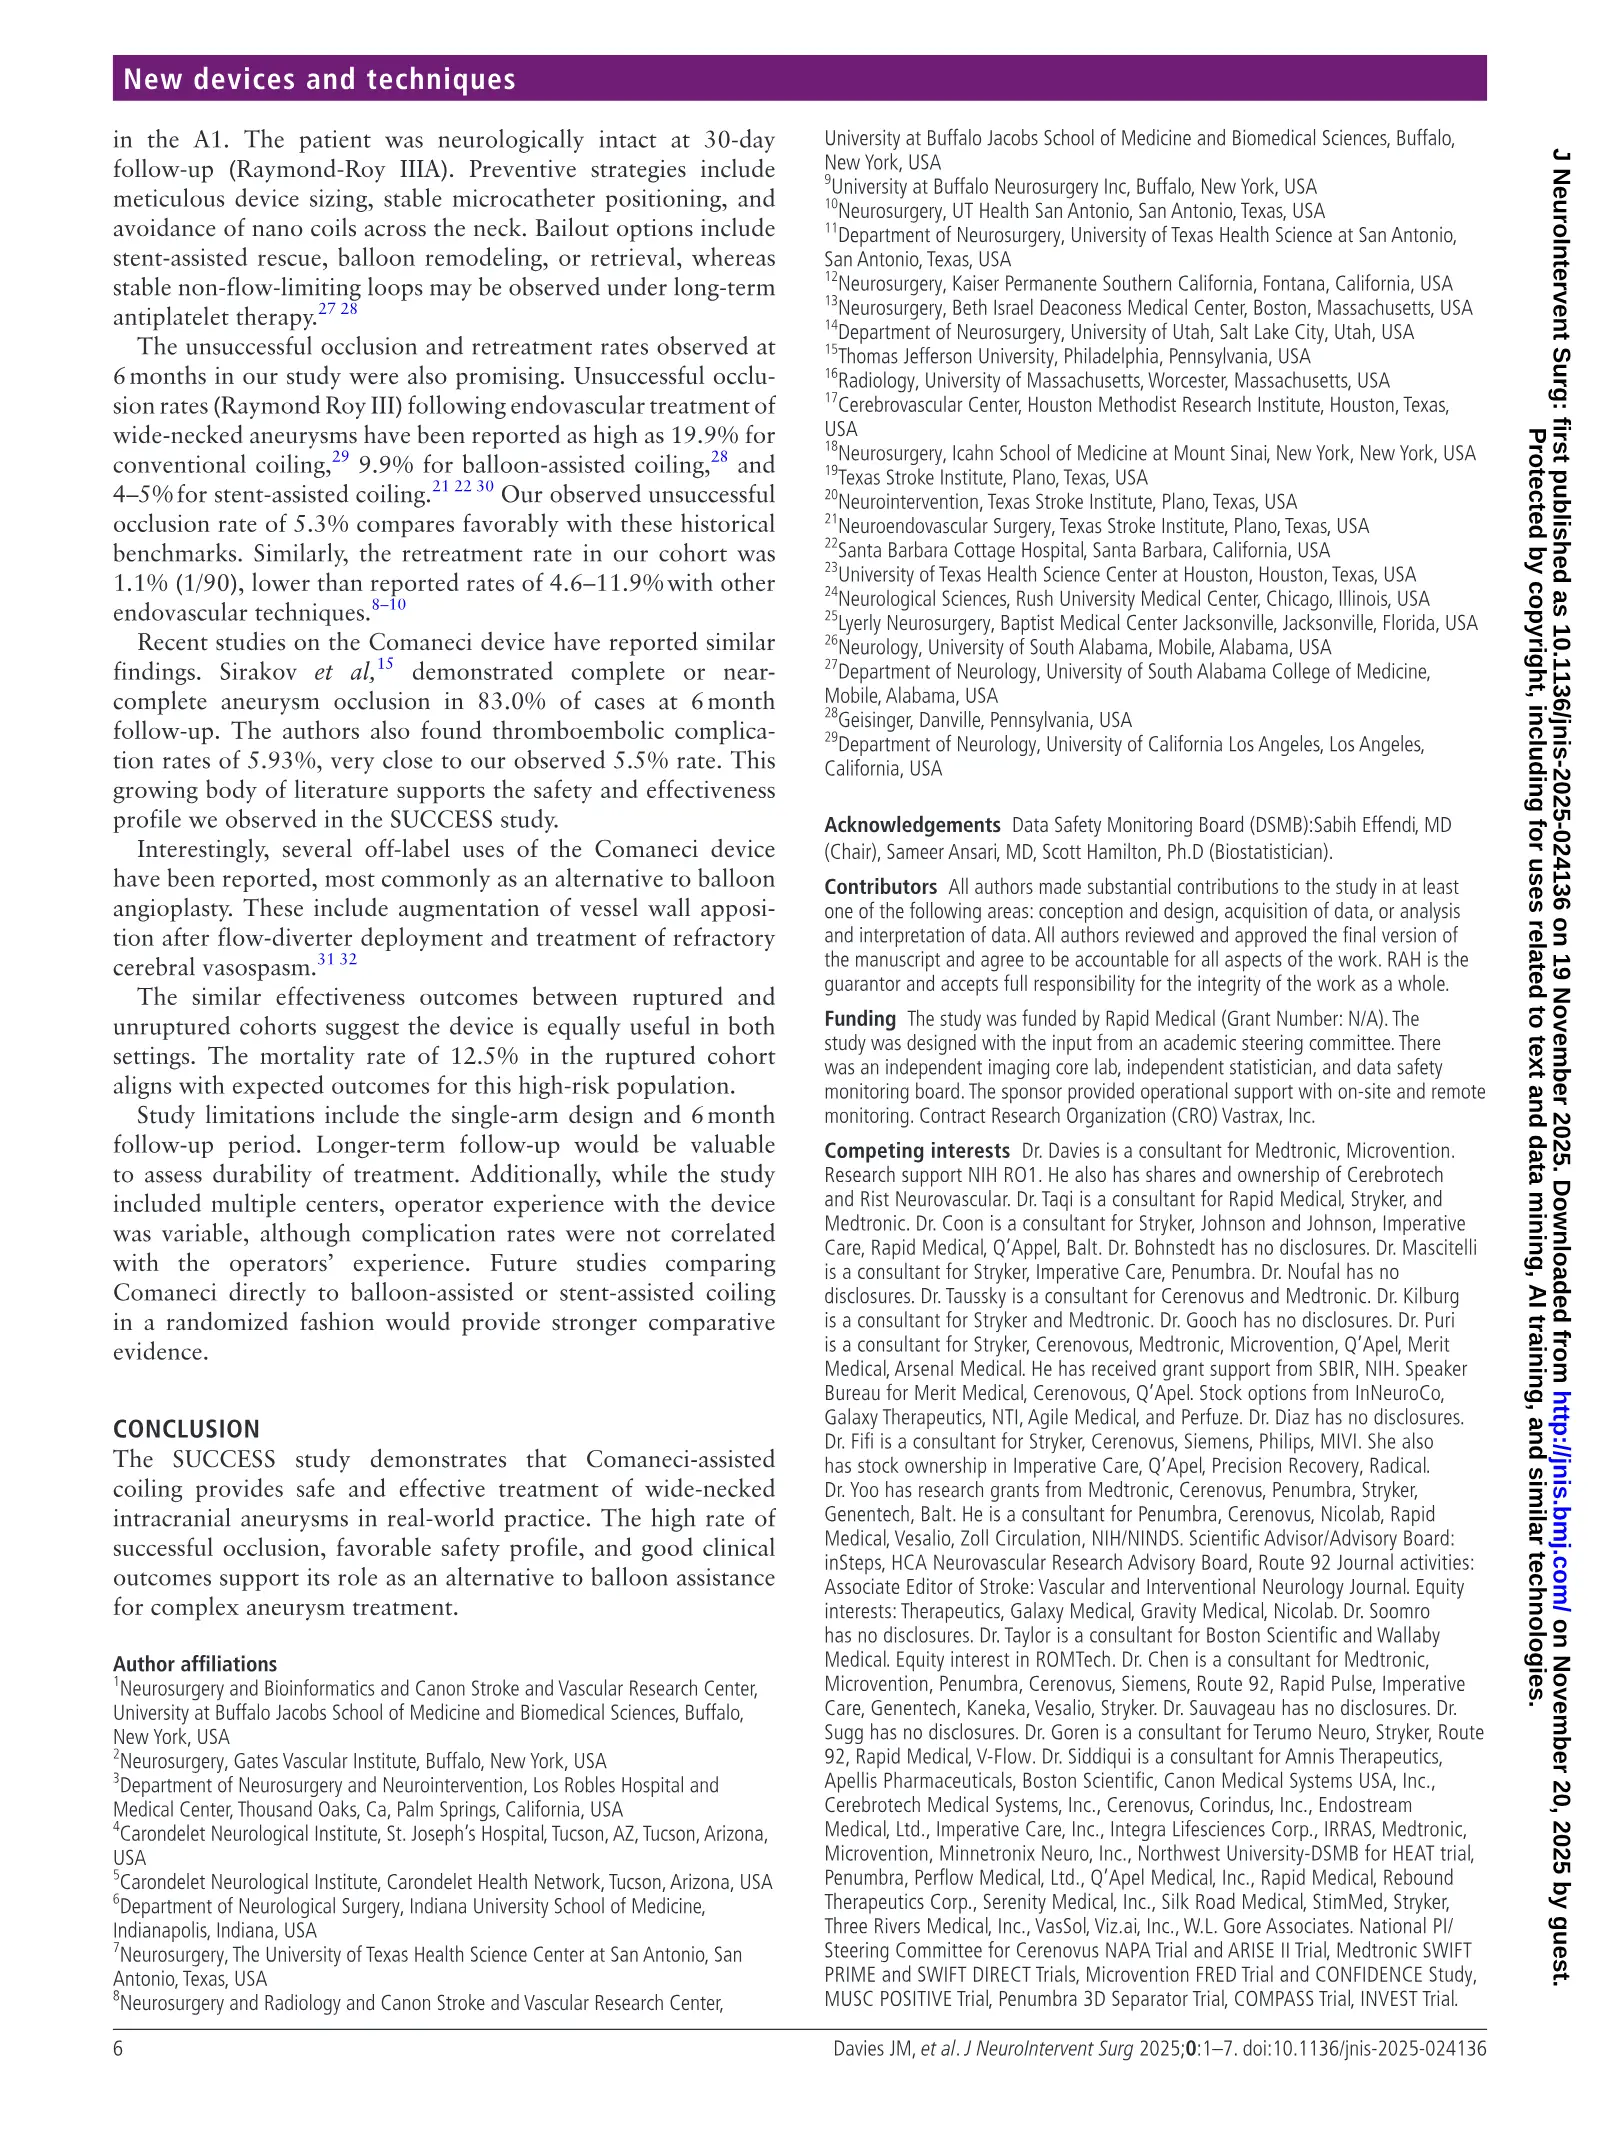 New devices and techniques
in the A1. The patient was neurologically intact at 30-day
follow-up (Raymond-Roy IIIA). Preventive strategies include
meticulous device sizing, stable microcatheter positioning, and
avoidance of nano coils across the neck. Bailout options include
stent-assisted rescue, balloon remodeling, or retrieval, whereas
stable non-flow-limiting loops may be observed under long-term
antiplatelet therapy.27 28
The unsuccessful occlusion and retreatment rates observed at
6 months in our study were also promising. Unsuccessful occlu-
sion rates (Raymond Roy III) following endovascular treatment of
wide-necked aneurysms have been reported as high as 19.9% for
conventional coiling,29 9.9% for balloon-assisted coiling,28 and
4–5% for stent-assisted coiling.21 22 30 Our observed unsuccessful
occlusion rate of 5.3% compares favorably with these historical
benchmarks. Similarly, the retreatment rate in our cohort was
1.1% (1/90), lower than reported rates of 4.6–11.9% with other
endovascular techniques.8–10
Recent studies on the Comaneci device have reported similar
findings. Sirakov et al,15 demonstrated complete or near-
complete aneurysm occlusion in 83.0% of cases at 6 month
follow-up. The authors also found thromboembolic complica-
tion rates of 5.93%, very close to our observed 5.5% rate. This
growing body of literature supports the safety and effectiveness
profile we observed in the SUCCESS study.
Interestingly, several off-label uses of the Comaneci device
have been reported, most commonly as an alternative to balloon
angioplasty. These include augmentation of vessel wall apposi-
tion after flow-diverter deployment and treatment of refractory
cerebral vasospasm.31 32
The similar effectiveness outcomes between ruptured and
unruptured cohorts suggest the device is equally useful in both
settings. The mortality rate of 12.5% in the ruptured cohort
aligns with expected outcomes for this high-risk population.
Study limitations include the single-arm design and 6 month
follow-up period. Longer-term follow-up would be valuable
to assess durability of treatment. Additionally, while the study
included multiple centers, operator experience with the device
was variable, although complication rates were not correlated
with the operators’ experience. Future studies comparing
Comaneci directly to balloon-assisted or stent-assisted coiling
in a randomized fashion would provide stronger comparative
evidence.
CONCLUSION
The SUCCESS study demonstrates that Comaneci-assisted
coiling provides safe and effective treatment of wide-necked
intracranial aneurysms in real-world practice. The high rate of
successful occlusion, favorable safety profile, and good clinical
outcomes support its role as an alternative to balloon assistance
for complex aneurysm treatment.
Author affiliations
1Neurosurgery and Bioinformatics and Canon Stroke and Vascular Research Center,
University at Buffalo Jacobs School of Medicine and Biomedical Sciences, Buffalo,
New York, USA
2Neurosurgery, Gates Vascular Institute, Buffalo, New York, USA
3Department of Neurosurgery and Neurointervention, Los Robles Hospital and
Medical Center, Thousand Oaks, Ca, Palm Springs, California, USA
4Carondelet Neurological Institute, St. Joseph’s Hospital, Tucson, AZ, Tucson, Arizona,
USA
5Carondelet Neurological Institute, Carondelet Health Network, Tucson, Arizona, USA
6Department of Neurological Surgery, Indiana University School of Medicine,
Indianapolis, Indiana, USA
7Neurosurgery, The University of Texas Health Science Center at San Antonio, San
Antonio, Texas, USA
8Neurosurgery and Radiology and Canon Stroke and Vascular Research Center,
University at Buffalo Jacobs School of Medicine and Biomedical Sciences, Buffalo,
New York, USA
9University at Buffalo Neurosurgery Inc, Buffalo, New York, USA
10Neurosurgery, UT Health San Antonio, San Antonio, Texas, USA
11Department of Neurosurgery, University of Texas Health Science at San Antonio,
San Antonio, Texas, USA
12Neurosurgery, Kaiser Permanente Southern California, Fontana, California, USA
13Neurosurgery, Beth Israel Deaconess Medical Center, Boston, Massachusetts, USA
14Department of Neurosurgery, University of Utah, Salt Lake City, Utah, USA
15Thomas Jefferson University, Philadelphia, Pennsylvania, USA
16Radiology, University of Massachusetts, Worcester, Massachusetts, USA
17Cerebrovascular Center, Houston Methodist Research Institute, Houston, Texas,
USA
18Neurosurgery, Icahn School of Medicine at Mount Sinai, New York, New York, USA
19Texas Stroke Institute, Plano, Texas, USA
20Neurointervention, Texas Stroke Institute, Plano, Texas, USA
21Neuroendovascular Surgery, Texas Stroke Institute, Plano, Texas, USA
22Santa Barbara Cottage Hospital, Santa Barbara, California, USA
23University of Texas Health Science Center at Houston, Houston, Texas, USA
24Neurological Sciences, Rush University Medical Center, Chicago, Illinois, USA
25Lyerly Neurosurgery, Baptist Medical Center Jacksonville, Jacksonville, Florida, USA
26Neurology, University of South Alabama, Mobile, Alabama, USA
27Department of Neurology, University of South Alabama College of Medicine,
Mobile, Alabama, USA
28Geisinger, Danville, Pennsylvania, USA
29Department of Neurology, University of California Los Angeles, Los Angeles,
California, USA
Acknowledgements Data Safety Monitoring Board (DSMB):Sabih Effendi, MD
(Chair), Sameer Ansari, MD, Scott Hamilton, Ph.D (Biostatistician).
Contributors All authors made substantial contributions to the study in at least
one of the following areas: conception and design, acquisition of data, or analysis
and interpretation of data. All authors reviewed and approved the final version of
the manuscript and agree to be accountable for all aspects of the work. RAH is the
guarantor and accepts full responsibility for the integrity of the work as a whole.
Funding The study was funded by Rapid Medical (Grant Number: N/A). The
study was designed with the input from an academic steering committee. There
was an independent imaging core lab, independent statistician, and data safety
monitoring board. The sponsor provided operational support with on-site and remote
monitoring. Contract Research Organization (CRO) Vastrax, Inc.
Competing interests Dr. Davies is a consultant for Medtronic, Microvention.
Research support NIH RO1. He also has shares and ownership of Cerebrotech
and Rist Neurovascular. Dr. Taqi is a consultant for Rapid Medical, Stryker, and
Medtronic. Dr. Coon is a consultant for Stryker, Johnson and Johnson, Imperative
Care, Rapid Medical, Q’Appel, Balt. Dr. Bohnstedt has no disclosures. Dr. Mascitelli
is a consultant for Stryker, Imperative Care, Penumbra. Dr. Noufal has no
disclosures. Dr. Taussky is a consultant for Cerenovus and Medtronic. Dr. Kilburg
is a consultant for Stryker and Medtronic. Dr. Gooch has no disclosures. Dr. Puri
is a consultant for Stryker, Cerenovous, Medtronic, Microvention, Q’Apel, Merit
Medical, Arsenal Medical. He has received grant support from SBIR, NIH. Speaker
Bureau for Merit Medical, Cerenovous, Q’Apel. Stock options from InNeuroCo,
Galaxy Therapeutics, NTI, Agile Medical, and Perfuze. Dr. Diaz has no disclosures.
Dr. Fifi is a consultant for Stryker, Cerenovus, Siemens, Philips, MIVI. She also
has stock ownership in Imperative Care, Q’Apel, Precision Recovery, Radical.
Dr. Yoo has research grants from Medtronic, Cerenovus, Penumbra, Stryker,
Genentech, Balt. He is a consultant for Penumbra, Cerenovus, Nicolab, Rapid
Medical, Vesalio, Zoll Circulation, NIH/NINDS. Scientific Advisor/Advisory Board:
inSteps, HCA Neurovascular Research Advisory Board, Route 92 Journal activities:
Associate Editor of Stroke: Vascular and Interventional Neurology Journal. Equity
interests: Therapeutics, Galaxy Medical, Gravity Medical, Nicolab. Dr. Soomro
has no disclosures. Dr. Taylor is a consultant for Boston Scientific and Wallaby
Medical. Equity interest in ROMTech. Dr. Chen is a consultant for Medtronic,
Microvention, Penumbra, Cerenovus, Siemens, Route 92, Rapid Pulse, Imperative
Care, Genentech, Kaneka, Vesalio, Stryker. Dr. Sauvageau has no disclosures. Dr.
Sugg has no disclosures. Dr. Goren is a consultant for Terumo Neuro, Stryker, Route
92, Rapid Medical, V-Flow. Dr. Siddiqui is a consultant for Amnis Therapeutics,
Apellis Pharmaceuticals, Boston Scientific, Canon Medical Systems USA, Inc.,
Cerebrotech Medical Systems, Inc., Cerenovus, Corindus, Inc., Endostream
Medical, Ltd., Imperative Care, Inc., Integra Lifesciences Corp., IRRAS, Medtronic,
Microvention, Minnetronix Neuro, Inc., Northwest University-DSMB for HEAT trial,
Penumbra, Perflow Medical, Ltd., Q’Apel Medical, Inc., Rapid Medical, Rebound
Therapeutics Corp., Serenity Medical, Inc., Silk Road Medical, StimMed, Stryker,
Three Rivers Medical, Inc., VasSol, Viz.ai, Inc., W.L. Gore Associates. National PI/
Steering Committee for Cerenovus NAPA Trial and ARISE II Trial, Medtronic SWIFT
PRIME and SWIFT DIRECT Trials, Microvention FRED Trial and CONFIDENCE Study,
MUSC POSITIVE Trial, Penumbra 3D Separator Trial, COMPASS Trial, INVEST Trial.
6
Davies JM, et al. J NeuroIntervent Surg 2025;0:1–7. doi:10.1136/jnis-2025-024136
J NeuroIntervent Surg: first published as 10.1136/jnis-2025-024136 on 19 November 2025. Downloaded from http://jnis.bmj.com/ on November 20, 2025 by guest.
Protected by copyright, including for uses related to text and data mining, AI training, and similar technologies.